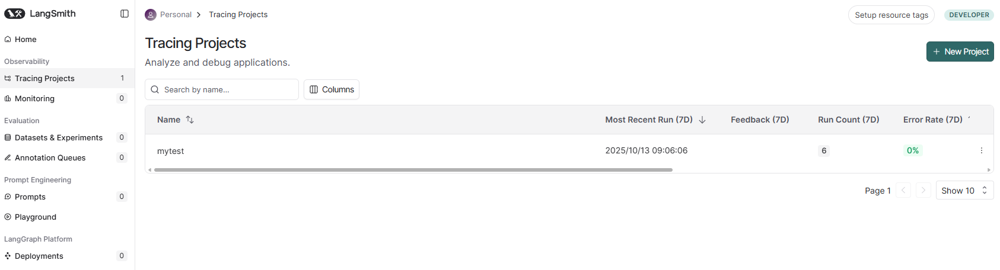 LangSmith
Home
Observability
Tracing Projects 1
Monitoring 0
Evaluation
Datasets & Experiments 0
Annotation Queues 0
Prompt Engineering
Prompts 0
Playground
LangGraph Platform
Deployments 0
Personal Tracing Projects
Setup resource tags
DEVELOPER
Tracing Projects
Analyze and debug applications.
+ New Project
Search by name...
Columns
Name Most Recent Run (7D) Feedback (7D) Run Count (7D) Error Rate (7D)
mytest 2025/10/13 09:06:06 6 0%
Page 1 Show 10